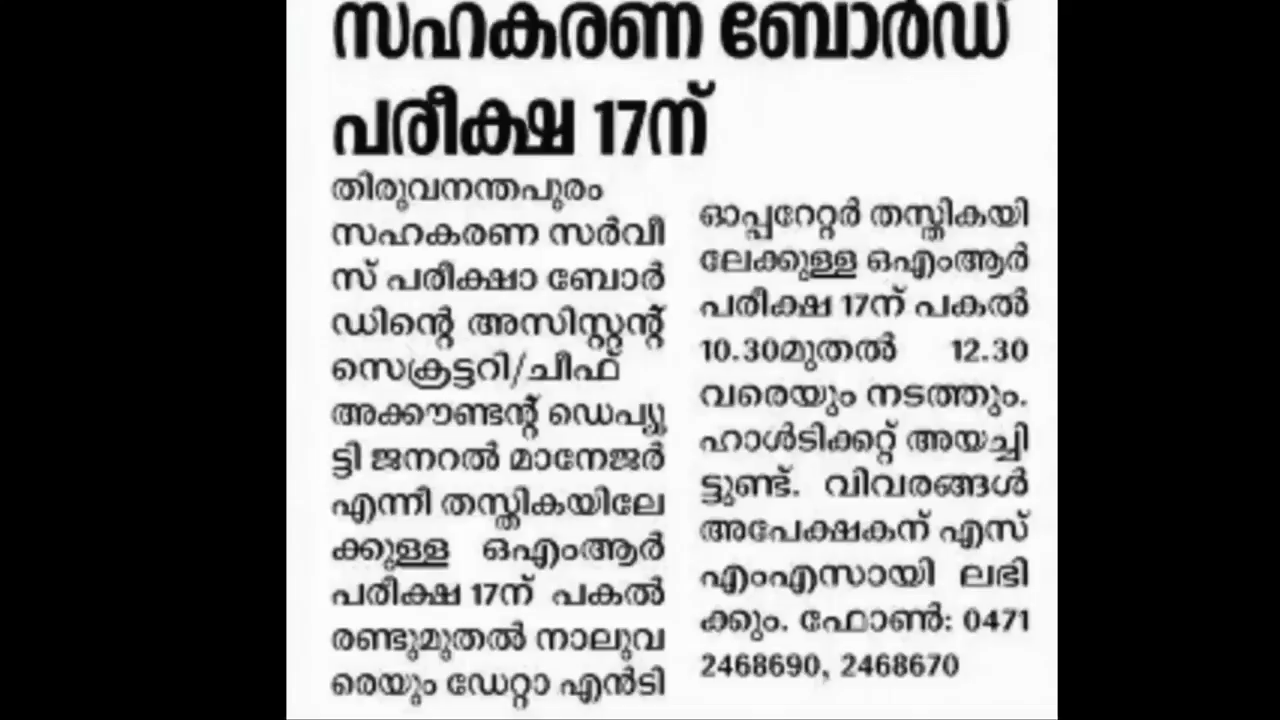 സഹകരണ ബോർഡ്
പരീക്ഷ 17ന്
തിരുവനന്തപുരം
സഹകരണ സർവീ
സ് പരീക്ഷാ ബോർ
ഡിന്റെ അസിസ്റ്റന്റ്
സെക്രട്ടറി/ചീഫ്
അക്കൗണ്ടന്റ് ഡെപ്യൂ
ട്ടി ജനറൽ മാനേജർ
എന്നീ തസ്തികയിലേ
ക്കുള്ള ഒഎംആർ
പരീക്ഷ 17ന് പകൽ
രണ്ടുമുതൽ നാലുവ
രെയും ഡേറ്റാ എൻടി
ഓപ്പറേറ്റർ തസ്തികയി
ലേക്കുള്ള ഒഎംആർ
പരീക്ഷ 17ന് പകൽ
10.30മുതൽ 12.30
വരെയും നടത്തും.
ഹാൾടിക്കറ്റ് അയച്ചി
ട്ടുണ്ട്. വിവരങ്ങൾ
അപേക്ഷകന് എസ്
എംഎസായി ലഭി
ക്കും. ഫോൺ: 0471
2468690, 2468670